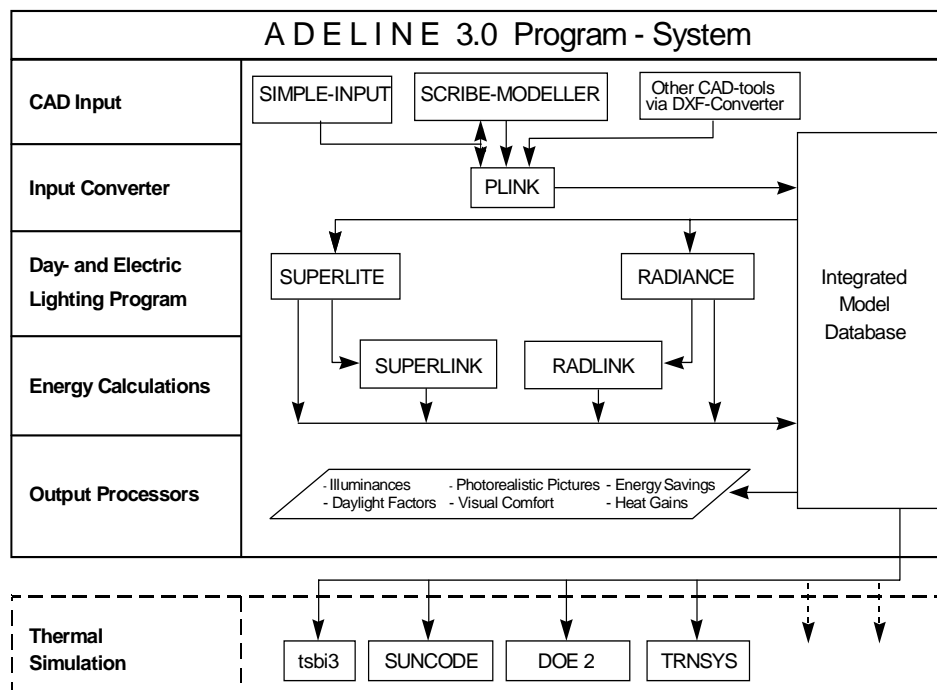 A D E L I N E 3.0 Program - System
CAD Input
SIMPLE-INPUT
SCRIBE-MODELLER
Other CAD-tools
via DXF-Converter
Input Converter
PLINK
Day- and Electric
Lighting Program
SUPERLITE
RADIANCE
Integrated
Model
Database
Energy Calculations
SUPERLINK
RADLINK
Output Processors
- Illuminances - Photorealistic Pictures - Energy Savings
- Daylight Factors - Visual Comfort - Heat Gains
Thermal
Simulation
tsbi3
SUNCODE
DOE 2
TRNSYS